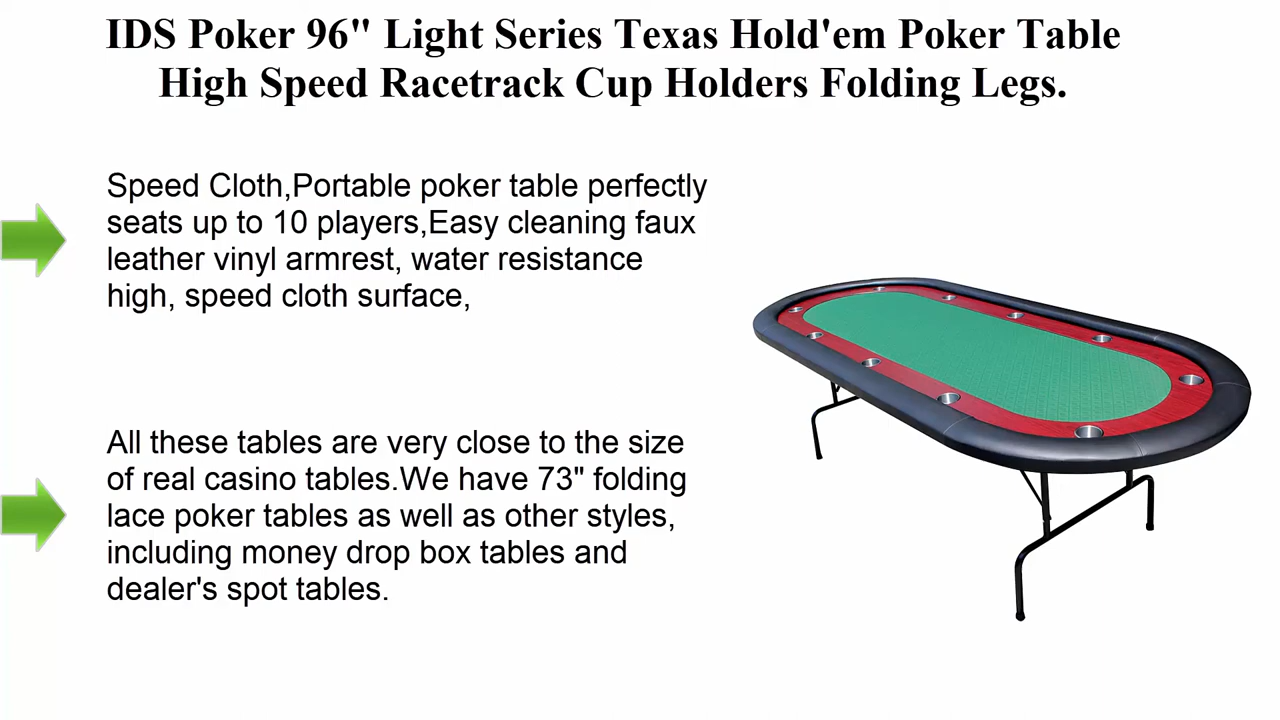 IDS Poker 96" Light Series Texas Hold'em Poker Table
High Speed Racetrack Cup Holders Folding Legs.
Speed Cloth,Portable poker table perfectly
seats up to 10 players,Easy cleaning faux
leather vinyl armrest, water resistance
high, speed cloth surface,
All these tables are very close to the size
of real casino tables.We have 73" folding
lace poker tables as well as other styles,
including money drop box tables and
dealer's spot tables.